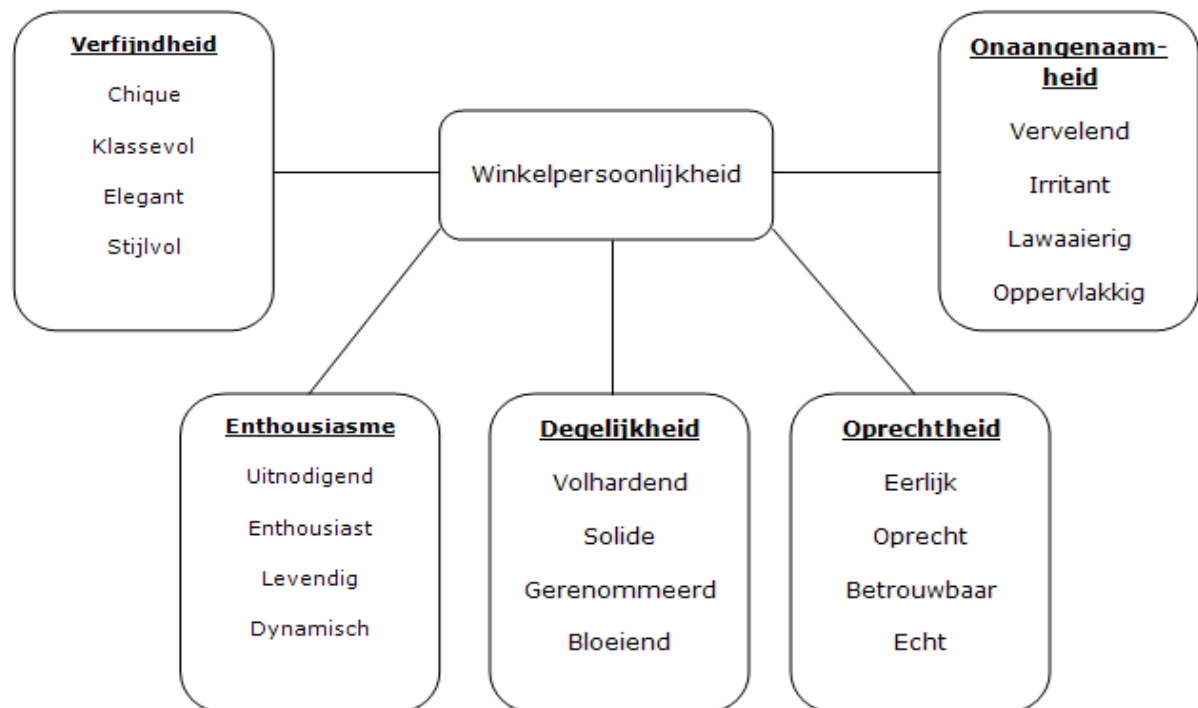 Verfijndheid
Chique
Klassevol
Elegant
Stijlvol
Winkelpersoonlijkheid
Onaangenaam-
heid
Vervelend
Irritant
Lawaaierig
Oppervlakkig
Enthousiasme
Uitnodigend
Enthousiast
Levendig
Dynamisch
Degelijkheid
Volhardend
Solide
Gerenommeerd
Bloeiend
Oprechtheid
Eerlijk
Oprecht
Betrouwbaar
Echt